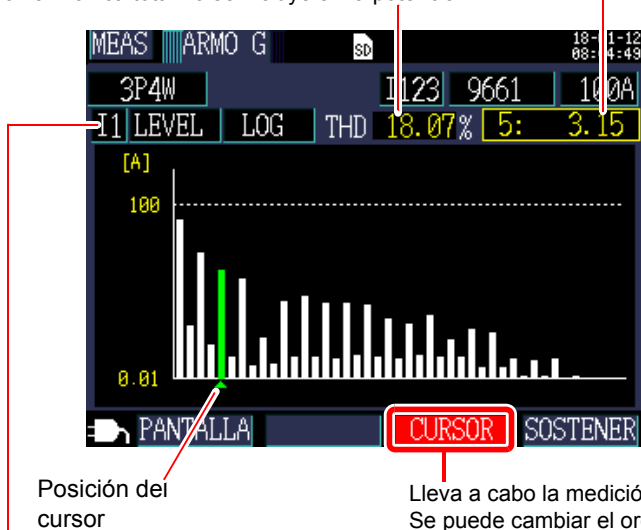 MEAS ARMO G SD 18-01-12
08:04:49
3P4W I123 9661 100A
I1 LEVEL LOG THD 18.07% 5: 3.15
[A]
100
0.01
PANTALLA CURSOR SOSTENER
Posición del
cursor
Lleva a cabo la medició
Se puede cambiar el or